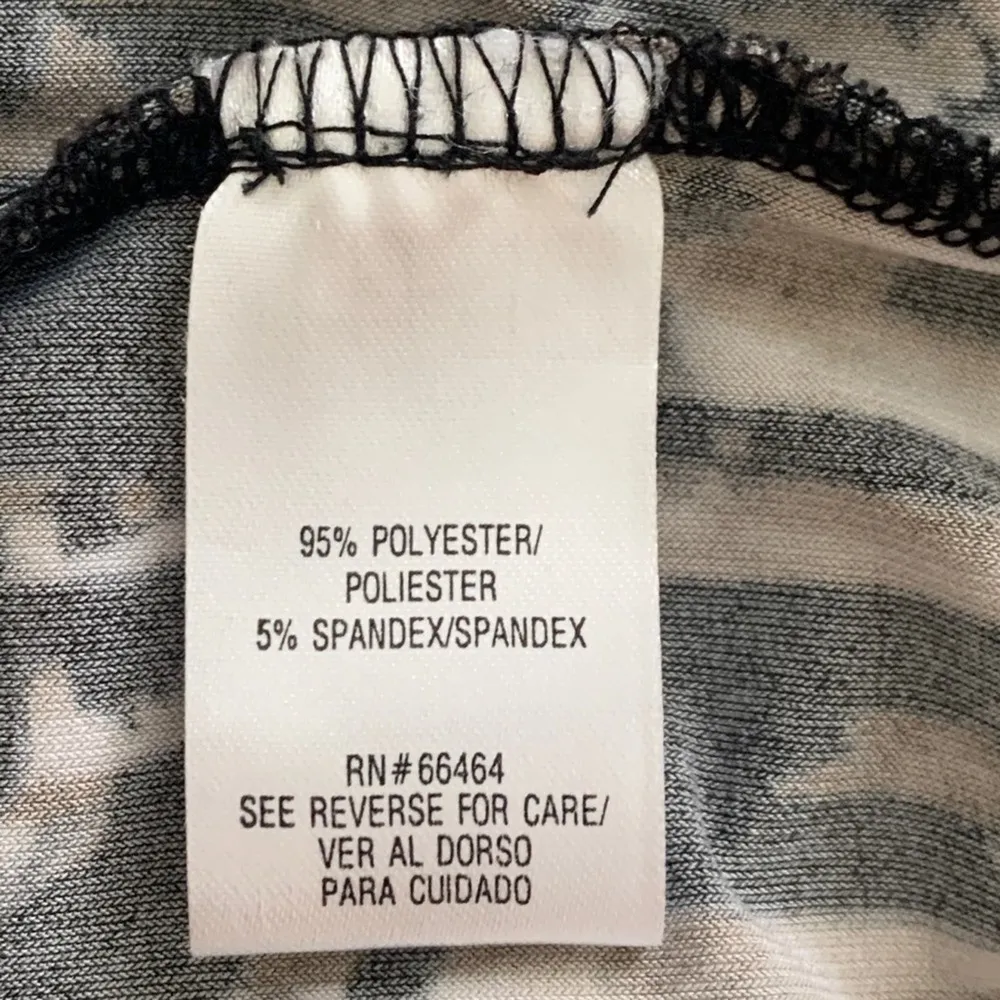 95% POLYESTER/
POLIESTER
5% SPANDEX/SPANDEX
RN#66464
SEE REVERSE FOR CARE/
VER AL DORSO
PARA CUIDADO